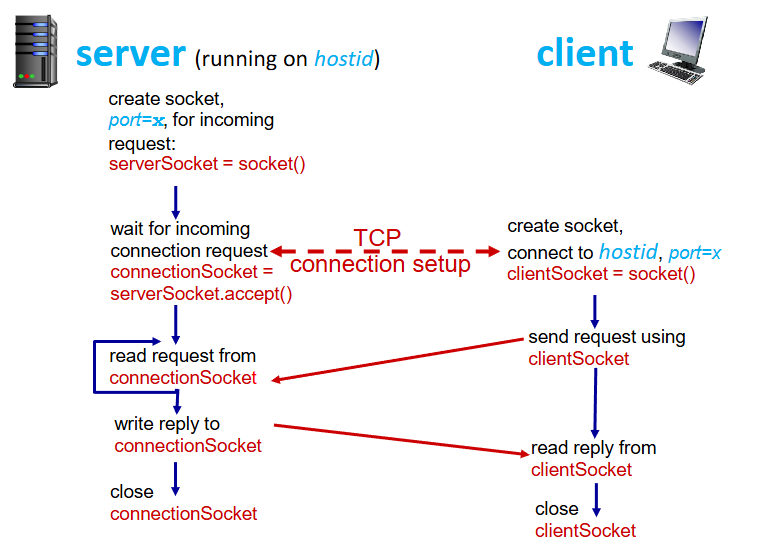 server (running on hostid)
client
create socket,
port=x, for incoming
request:
serverSocket = socket()
wait for incoming
connection request
connectionSocket =
serverSocket.accept()
TCP
connection setup
create socket,
connect to hostid, port=x
clientSocket = socket()
read request from
connectionSocket
send request using
clientSocket
write reply to
connectionSocket
read reply from
clientSocket
close
connectionSocket
close
clientSocket